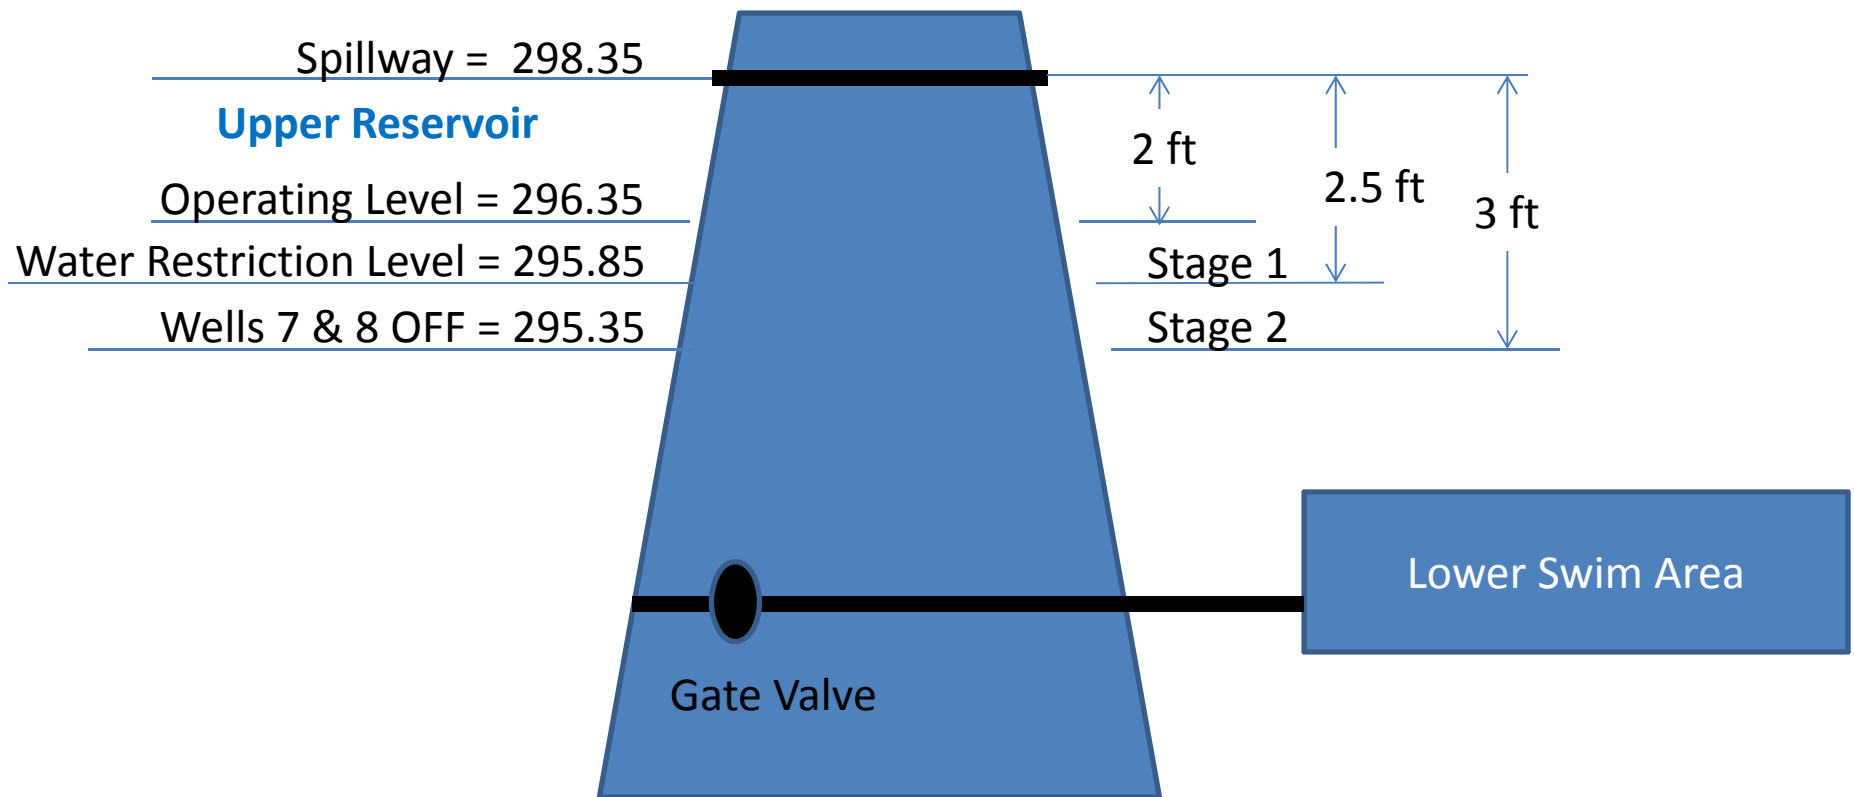 Spillway = 298.35
Upper Reservoir
2 ft
2.5 ft
Operating Level = 296.35
3 ft
Water Restriction Level = 295.85
Stage 1
Wells 7 & 8 OFF = 295.35
Stage 2
Lower Swim Area
Gate Valve